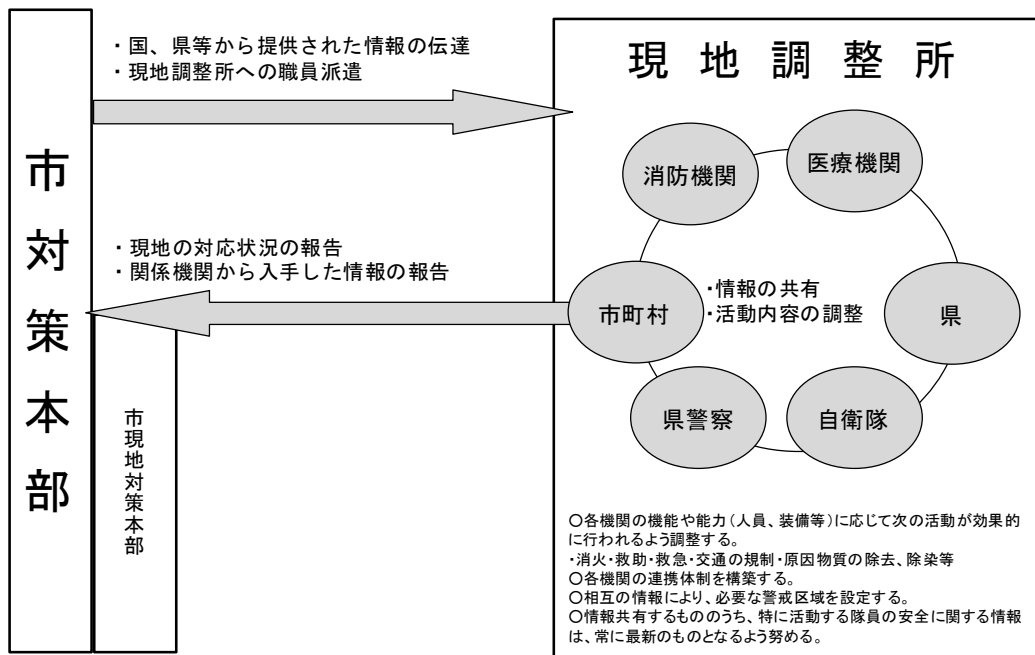 市対策本部
市現地対策本部
・国、県等から提供された情報の伝達
・現地調整所への職員派遣
・現地の対応状況の報告
・関係機関から入手した情報の報告
現地調整所
消防機関
医療機関
市町村
・情報の共有
・活動内容の調整
県
県警察
自衛隊
〇各機関の機能や能力(人員、装備等)に応じて次の活動が効果的
に行われるよう調整する。
・消火・救助・救急・交通の規制・原因物質の除去、除染等
〇各機関の連携体制を構築する。
〇相互の情報により、必要な警戒区域を設定する。
〇情報共有するもののうち、特に活動する隊員の安全に関する情報
は、常に最新のものとなるよう努める。